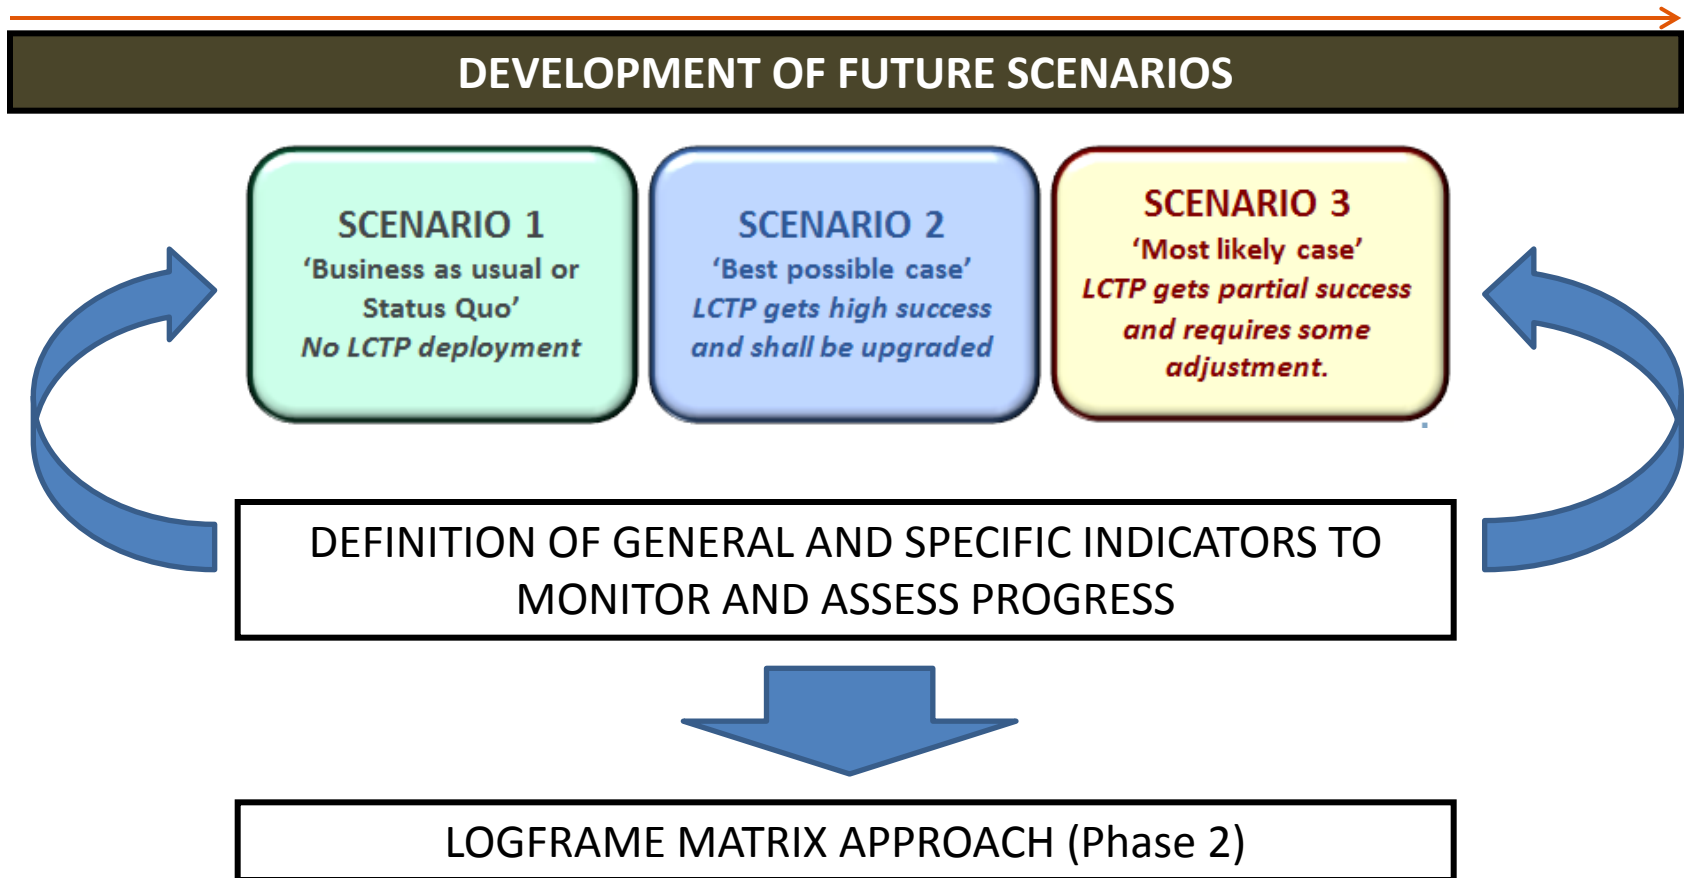 DEVELOPMENT OF FUTURE SCENARIOS
SCENARIO 1
‘Business as usual or
Status Quo’
No LCTP deployment
SCENARIO 2
‘Best possible case’
LCTP gets high success
and shall be upgraded
SCENARIO 3
‘Most likely case’
LCTP gets partial success
and requires some
adjustment.
DEFINITION OF GENERAL AND SPECIFIC INDICATORS TO
MONITOR AND ASSESS PROGRESS
LOGFRAME MATRIX APPROACH (Phase 2)